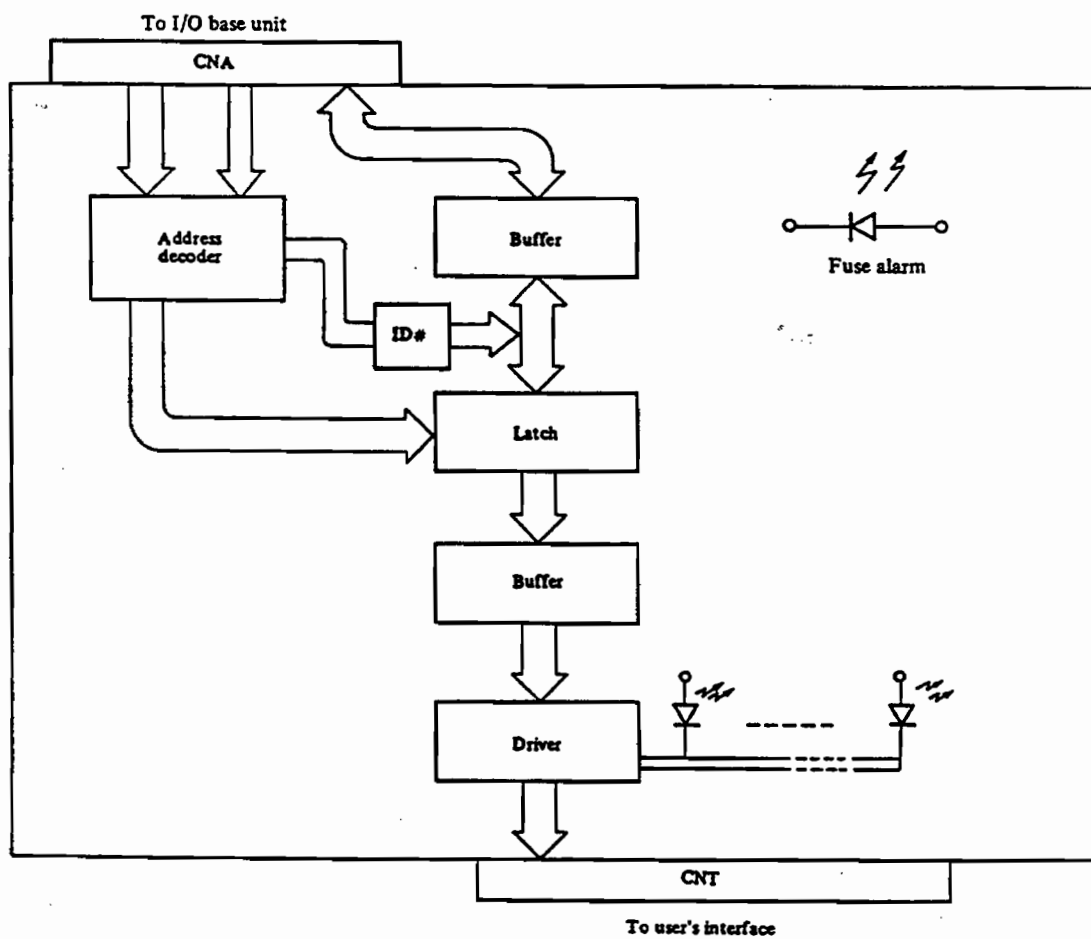 To I/O base unit
CNA
Address
decoder
Buffer
Fuse alarm
ID#
Latch
Buffer
Driver
CNT
To user's interface